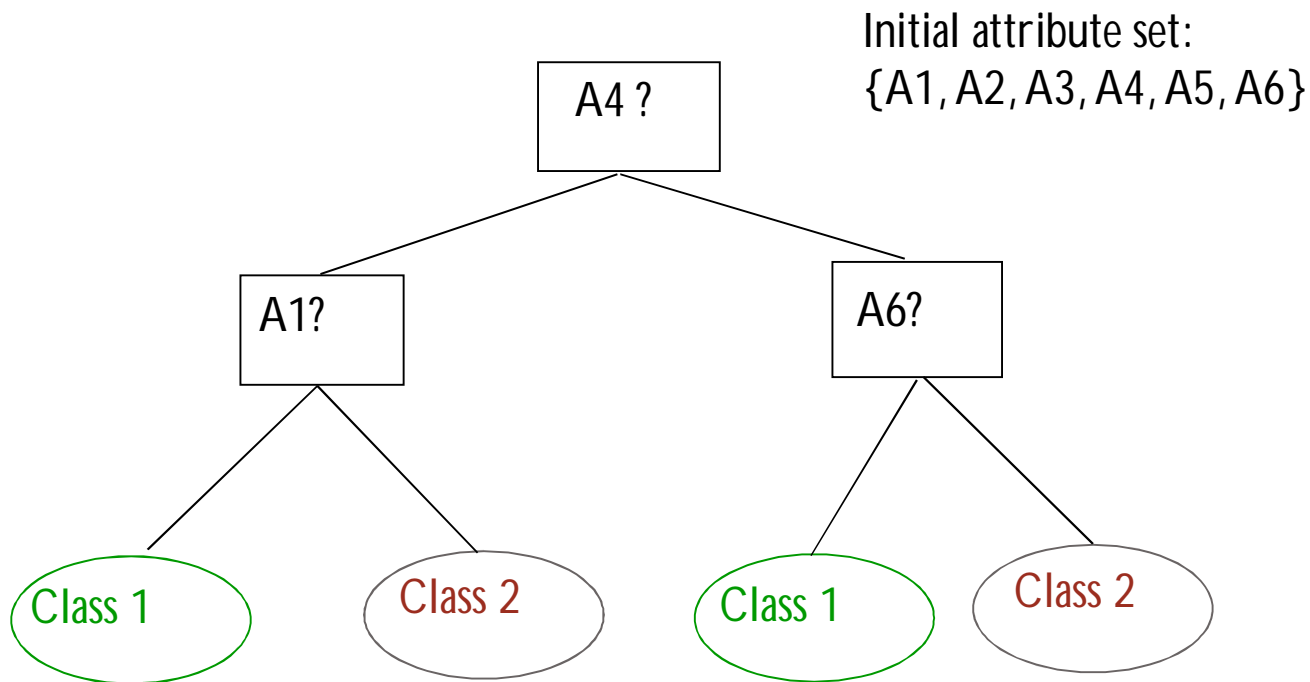 Initial attribute set:
{A1, A2, A3, A4, A5, A6}
A4 ?
A1?
A6?
Class 1
Class 2
Class 1
Class 2